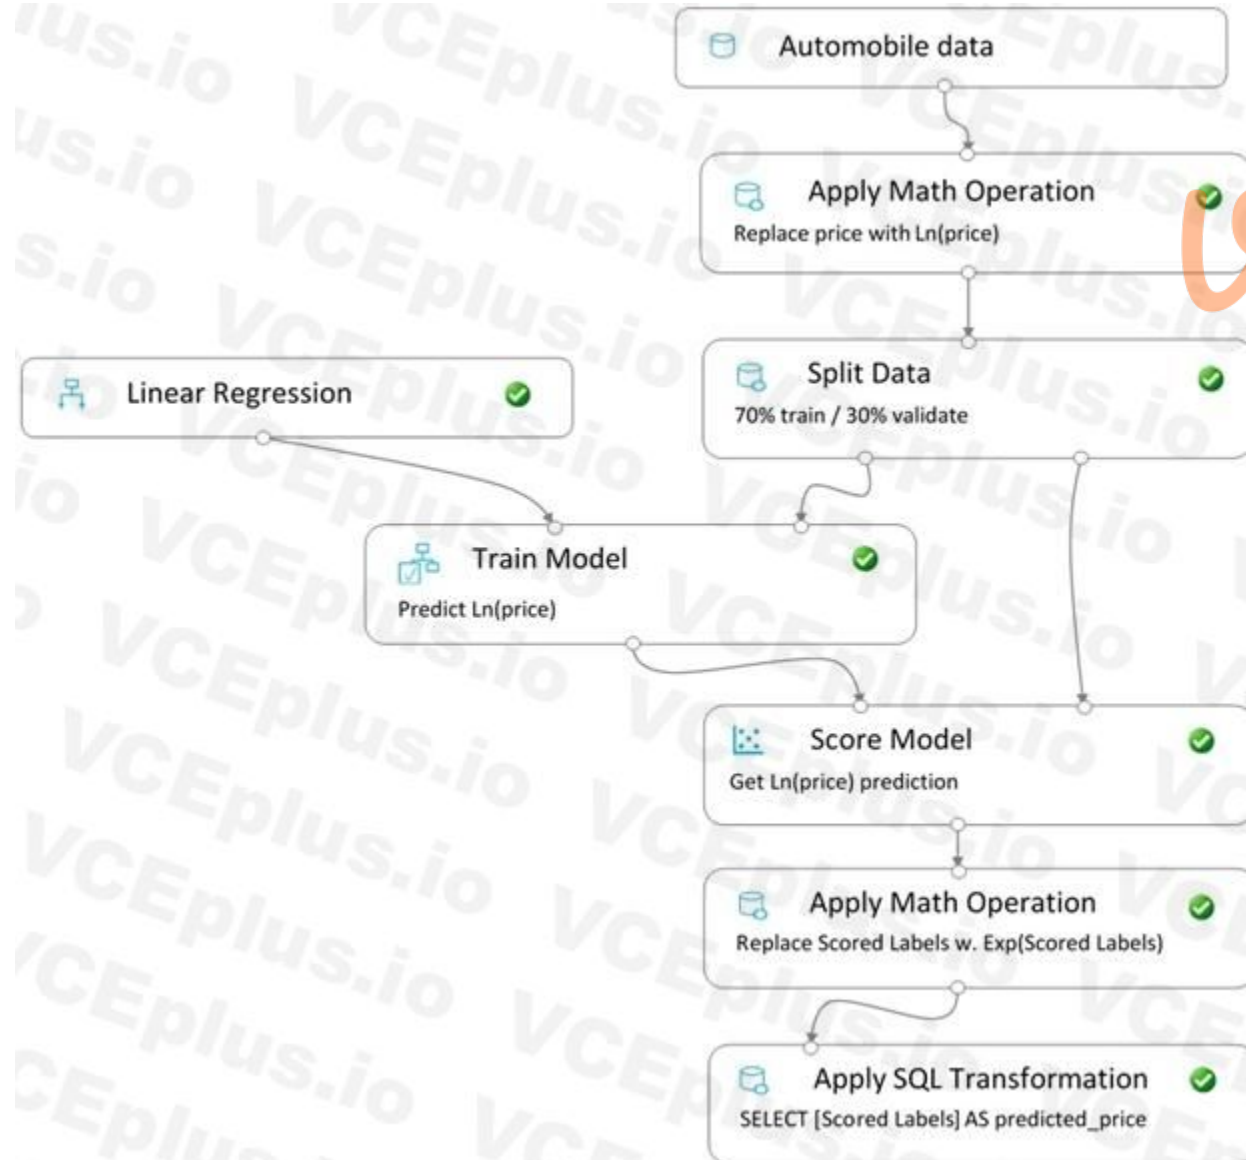 Automobile data
Apply Math Operation
Replace price with Ln(price)
Linear Regression
Split Data
70% train / 30% validate
Train Model
Predict Ln(price)
Score Model
Get Ln(price) prediction
Apply Math Operation
Replace Scored Labels w. Exp(Scored Labels)
Apply SQL Transformation
SELECT [Scored Labels] AS predicted_price
VCEplus.io